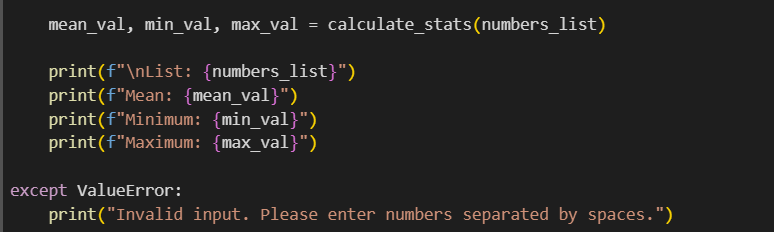 mean_val, min_val, max_val = calculate_stats(numbers_list)
print(f"\nList: {numbers_list}")
print(f"Mean: {mean_val}")
print(f"Minimum: {min_val}")
print(f"Maximum: {max_val}")
except ValueError:
print("Invalid input. Please enter numbers separated by spaces.")